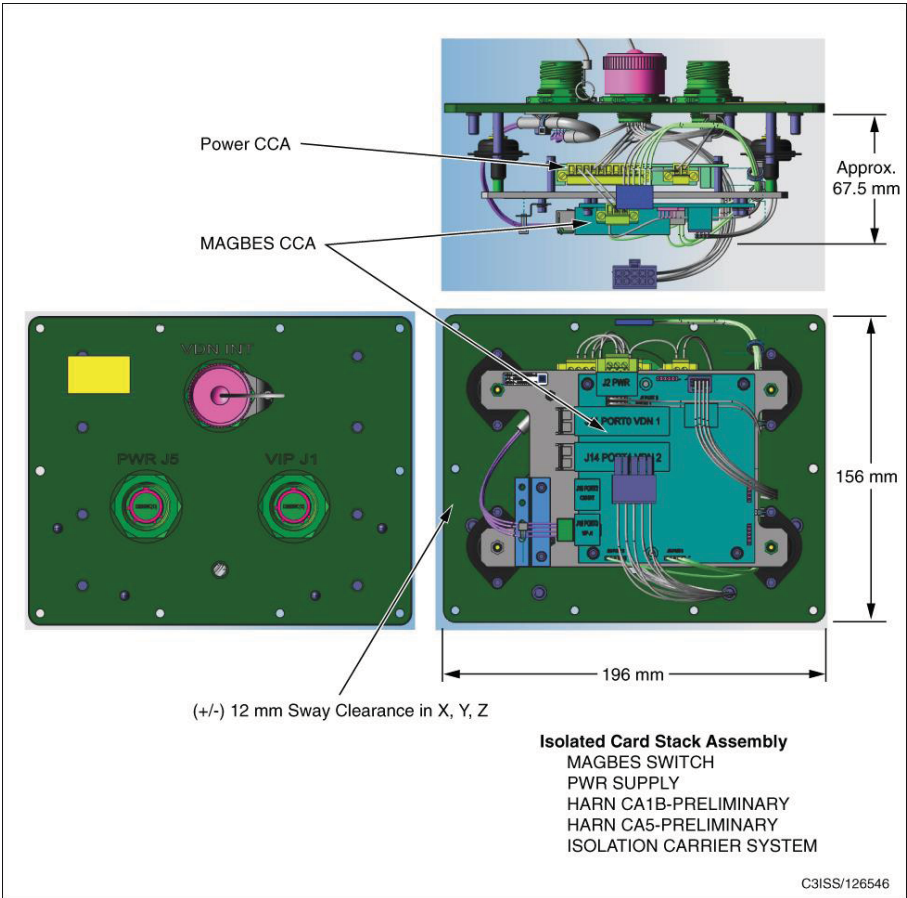 Power CCA
Approx.
67.5 mm
MAGBES CCA
VDN INT
PWR J5
VIP J1
J2 PWR
PORT0 VDN 1
J14 PORT1 VDN 2
156 mm
196 mm
(+/-) 12 mm Sway Clearance in X, Y, Z
Isolated Card Stack Assembly
MAGBES SWITCH
PWR SUPPLY
HARN CA1B-PRELIMINARY
HARN CA5-PRELIMINARY
ISOLATION CARRIER SYSTEM
C3ISS/126546